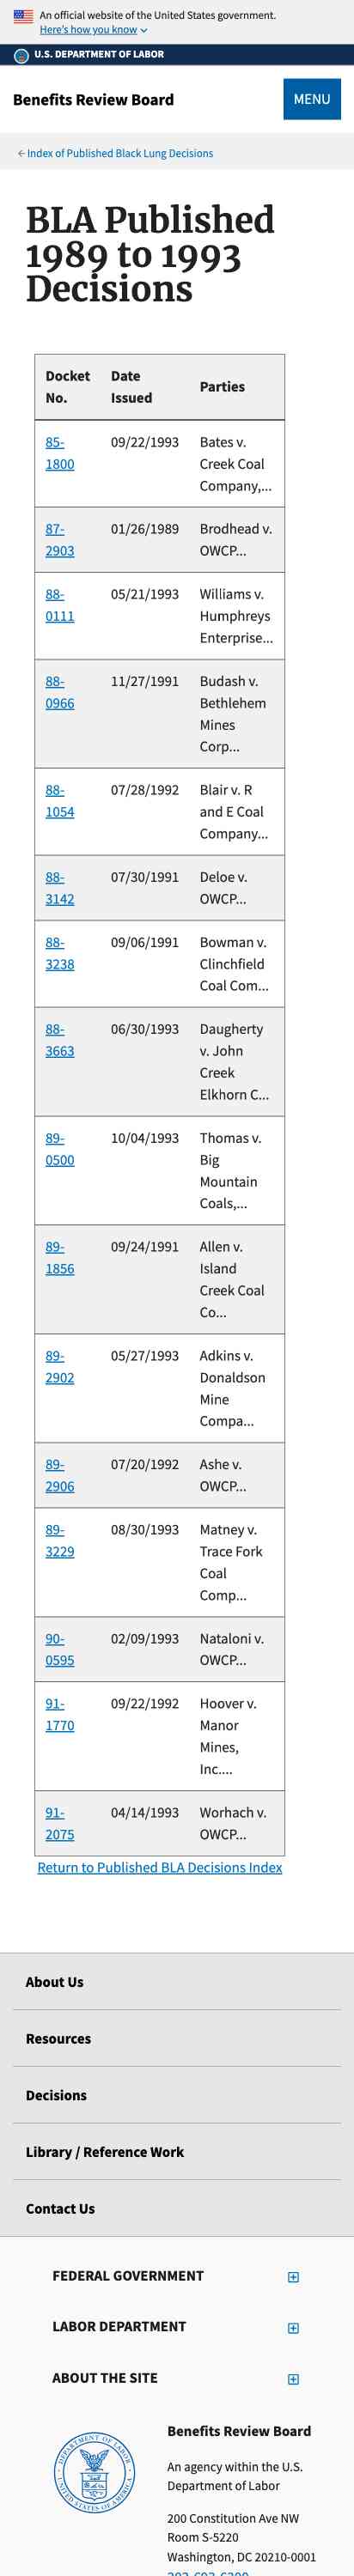 An official website of the United States government.
Here's how you know
U.S. DEPARTMENT OF LABOR
Benefits Review Board
MENU
Index of Published Black Lung Decisions
BLA Published
1989 to 1993
Decisions
Docket No. Date Issued Parties
85-1800 09/22/1993 Bates v. Creek Coal Company,...
87-2903 01/26/1989 Brodhead v. OWCP...
88-0111 05/21/1993 Williams v. Humphreys Enterprise...
88-0966 11/27/1991 Budash v. Bethlehem Mines Corp...
88-1054 07/28/1992 Blair v. R and E Coal Company...
88-3142 07/30/1991 Deloe v. OWCP...
88-3238 09/06/1991 Bowman v. Clinchfield Coal Com...
88-3663 06/30/1993 Daugherty v. John Creek Elkhorn C...
89-0500 10/04/1993 Thomas v. Big Mountain Coals,...
89-1856 09/24/1991 Allen v. Island Creek Coal Co...
89-2902 05/27/1993 Adkins v. Donaldson Mine Compa...
89-2906 07/20/1992 Ashe v. OWCP...
89-3229 08/30/1993 Matney v. Trace Fork Coal Comp...
90-0595 02/09/1993 Nataloni v. OWCP...
91-1770 09/22/1992 Hoover v. Manor Mines, Inc....
91-2075 04/14/1993 Worhach v. OWCP...
Return to Published BLA Decisions Index
About Us
Resources
Decisions
Library / Reference Work
Contact Us
FEDERAL GOVERNMENT
LABOR DEPARTMENT
ABOUT THE SITE
DEPARTMENT OF LABOR
UNITED STATES OF AMERICA
Benefits Review Board
An agency within the U.S.
Department of Labor
200 Constitution Ave NW
Room S-5220
Washington, DC 20210-0001